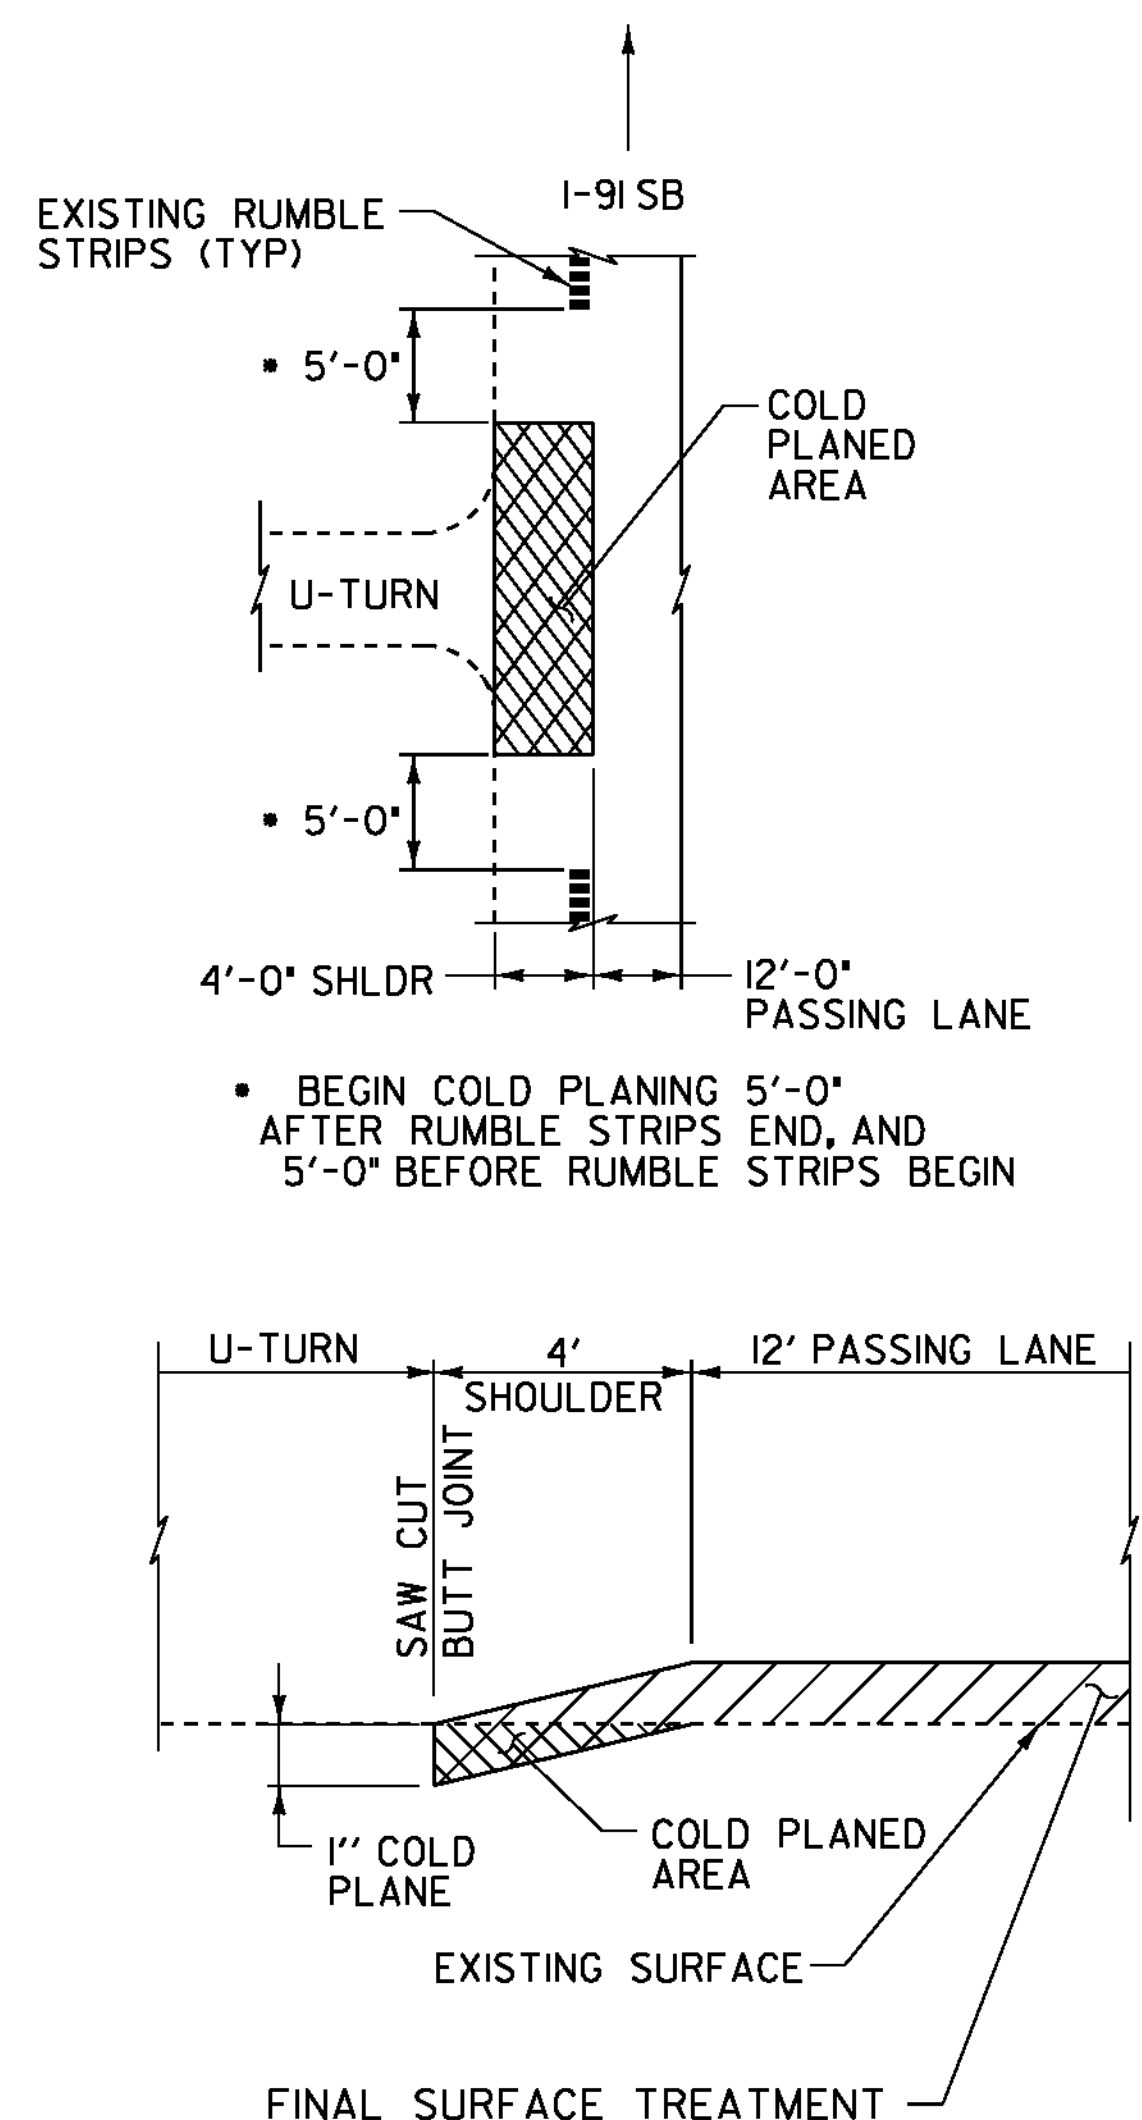 I-91 SB
EXISTING RUMBLE
STRIPS (TYP)
* 5'-0"
COLD
PLANED
AREA
U-TURN
* 5'-0"
4'-0" SHLDR
12'-0"
PASSING LANE
* BEGIN COLD PLANING 5'-0"
AFTER RUMBLE STRIPS END, AND
5'-0" BEFORE RUMBLE STRIPS BEGIN
U-TURN
4'
SHOULDER
12' PASSING LANE
SAW CUT
BUTT JOINT
1" COLD
PLANE
COLD PLANED
AREA
EXISTING SURFACE
FINAL SURFACE TREATMENT